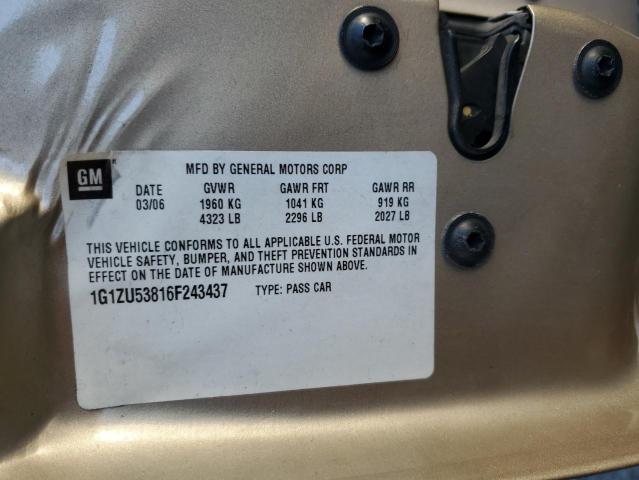 GM
MFD BY GENERAL MOTORS CORP
DATE GVWR GAWR FRT GAWR RR
03/06 1960 KG 1041 KG 919 KG
4323 LB 2296 LB 2027 LB
THIS VEHICLE CONFORMS TO ALL APPLICABLE U.S. FEDERAL MOTOR
VEHICLE SAFETY, BUMPER, AND THEFT PREVENTION STANDARDS IN
EFFECT ON THE DATE OF MANUFACTURE SHOWN ABOVE.
1G1ZU53816F243437 TYPE: PASS CAR